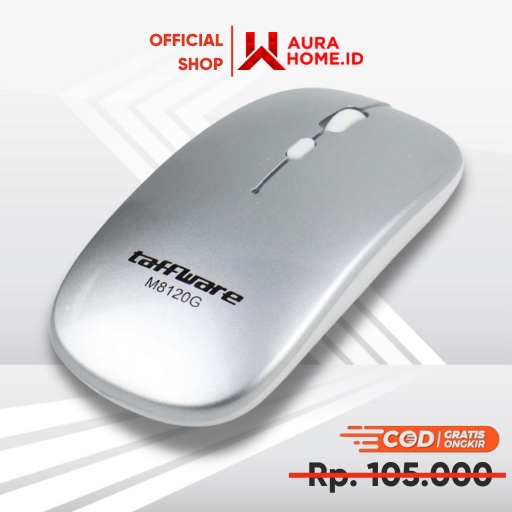 OFFICIAL
SHOP
AURA
HOME.ID
taffware
M8120G
COD
GRATIS
ONGKIR
Rp. 105.000